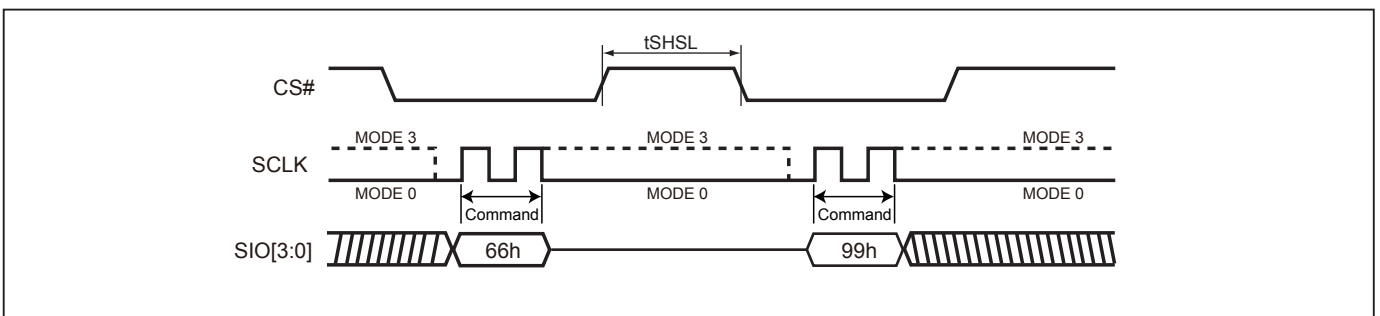 tSHSL
CS#
MODE 3 MODE 3 MODE 3
SCLK
MODE 0 MODE 0 MODE 0
Command Command
SIO[3:0] 66h 99h